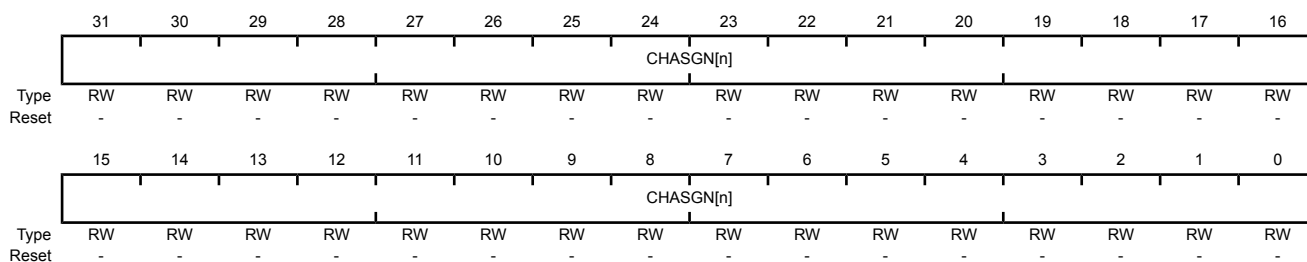 31 30 29 28 27 26 25 24 23 22 21 20 19 18 17 16
CHASGN[n]
Type RW RW RW RW RW RW RW RW RW RW RW RW RW RW RW RW
Reset - - - - - - - - - - - - - - - -
15 14 13 12 11 10 9 8 7 6 5 4 3 2 1 0
CHASGN[n]
Type RW RW RW RW RW RW RW RW RW RW RW RW RW RW RW RW
Reset - - - - - - - - - - - - - - - -